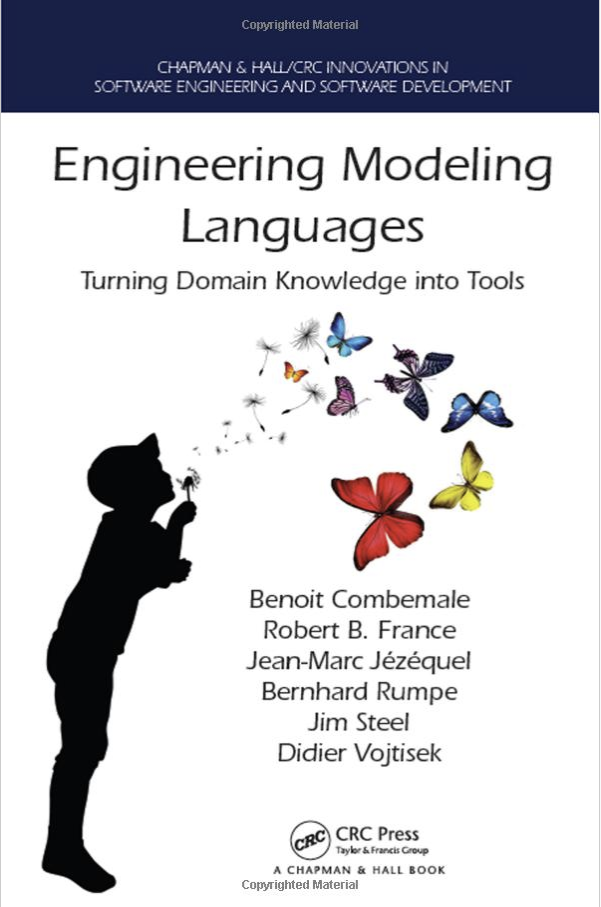 Copyrighted Material
CHAPMAN & HALL/CRC INNOVATIONS IN
SOFTWARE ENGINEERING AND SOFTWARE DEVELOPMENT
Engineering Modeling
Languages
Turning Domain Knowledge into Tools
Benoit Combemale
Robert B. France
Jean-Marc Jézéquel
Bernhard Rumpe
Jim Steel
Didier Vojtisek
CRC
CRC Press
Taylor & Francis Group
A CHAPMAN & HALL BOOK
Copyrighted Material